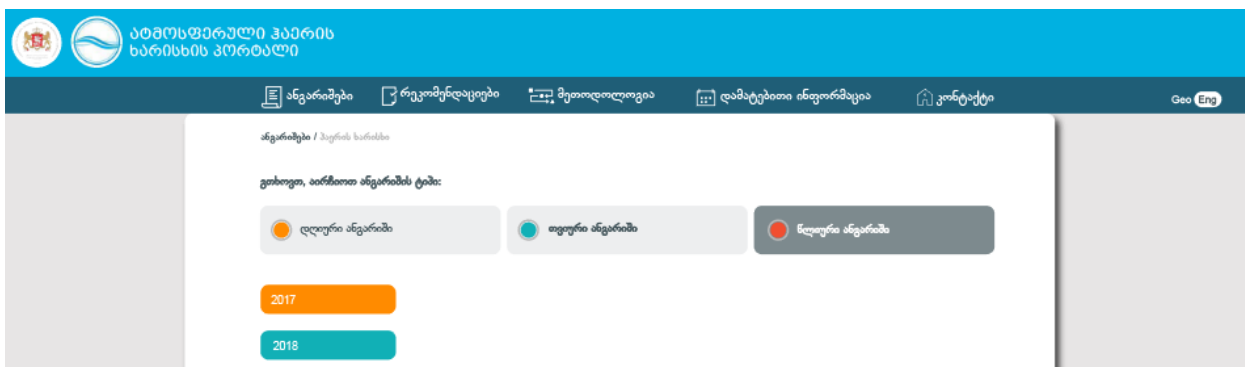 ატმოსფერული ჰაერის
ხარისხის პორტალი
ანგარიშები რეკომენდაციები მეთოდოლოგია დამატებითი ინფორმაცია კონტაქტი Geo Eng
ანგარიშები / ჰაერის ხარისხი
გთხოვთ, აირჩიოთ ანგარიშის ტიპი:
დღიური ანგარიში თვიური ანგარიში წლიური ანგარიში
2017
2018